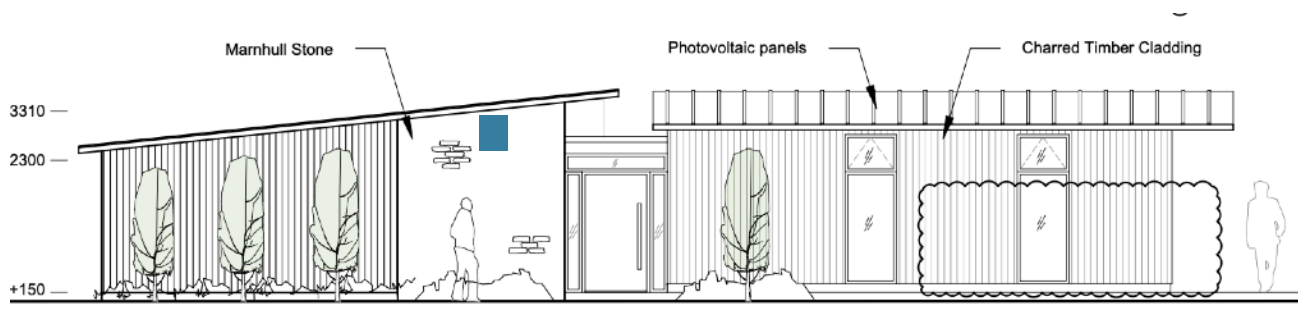 Marnhull Stone
Photovoltaic panels
Charred Timber Cladding
3310
2300
+150